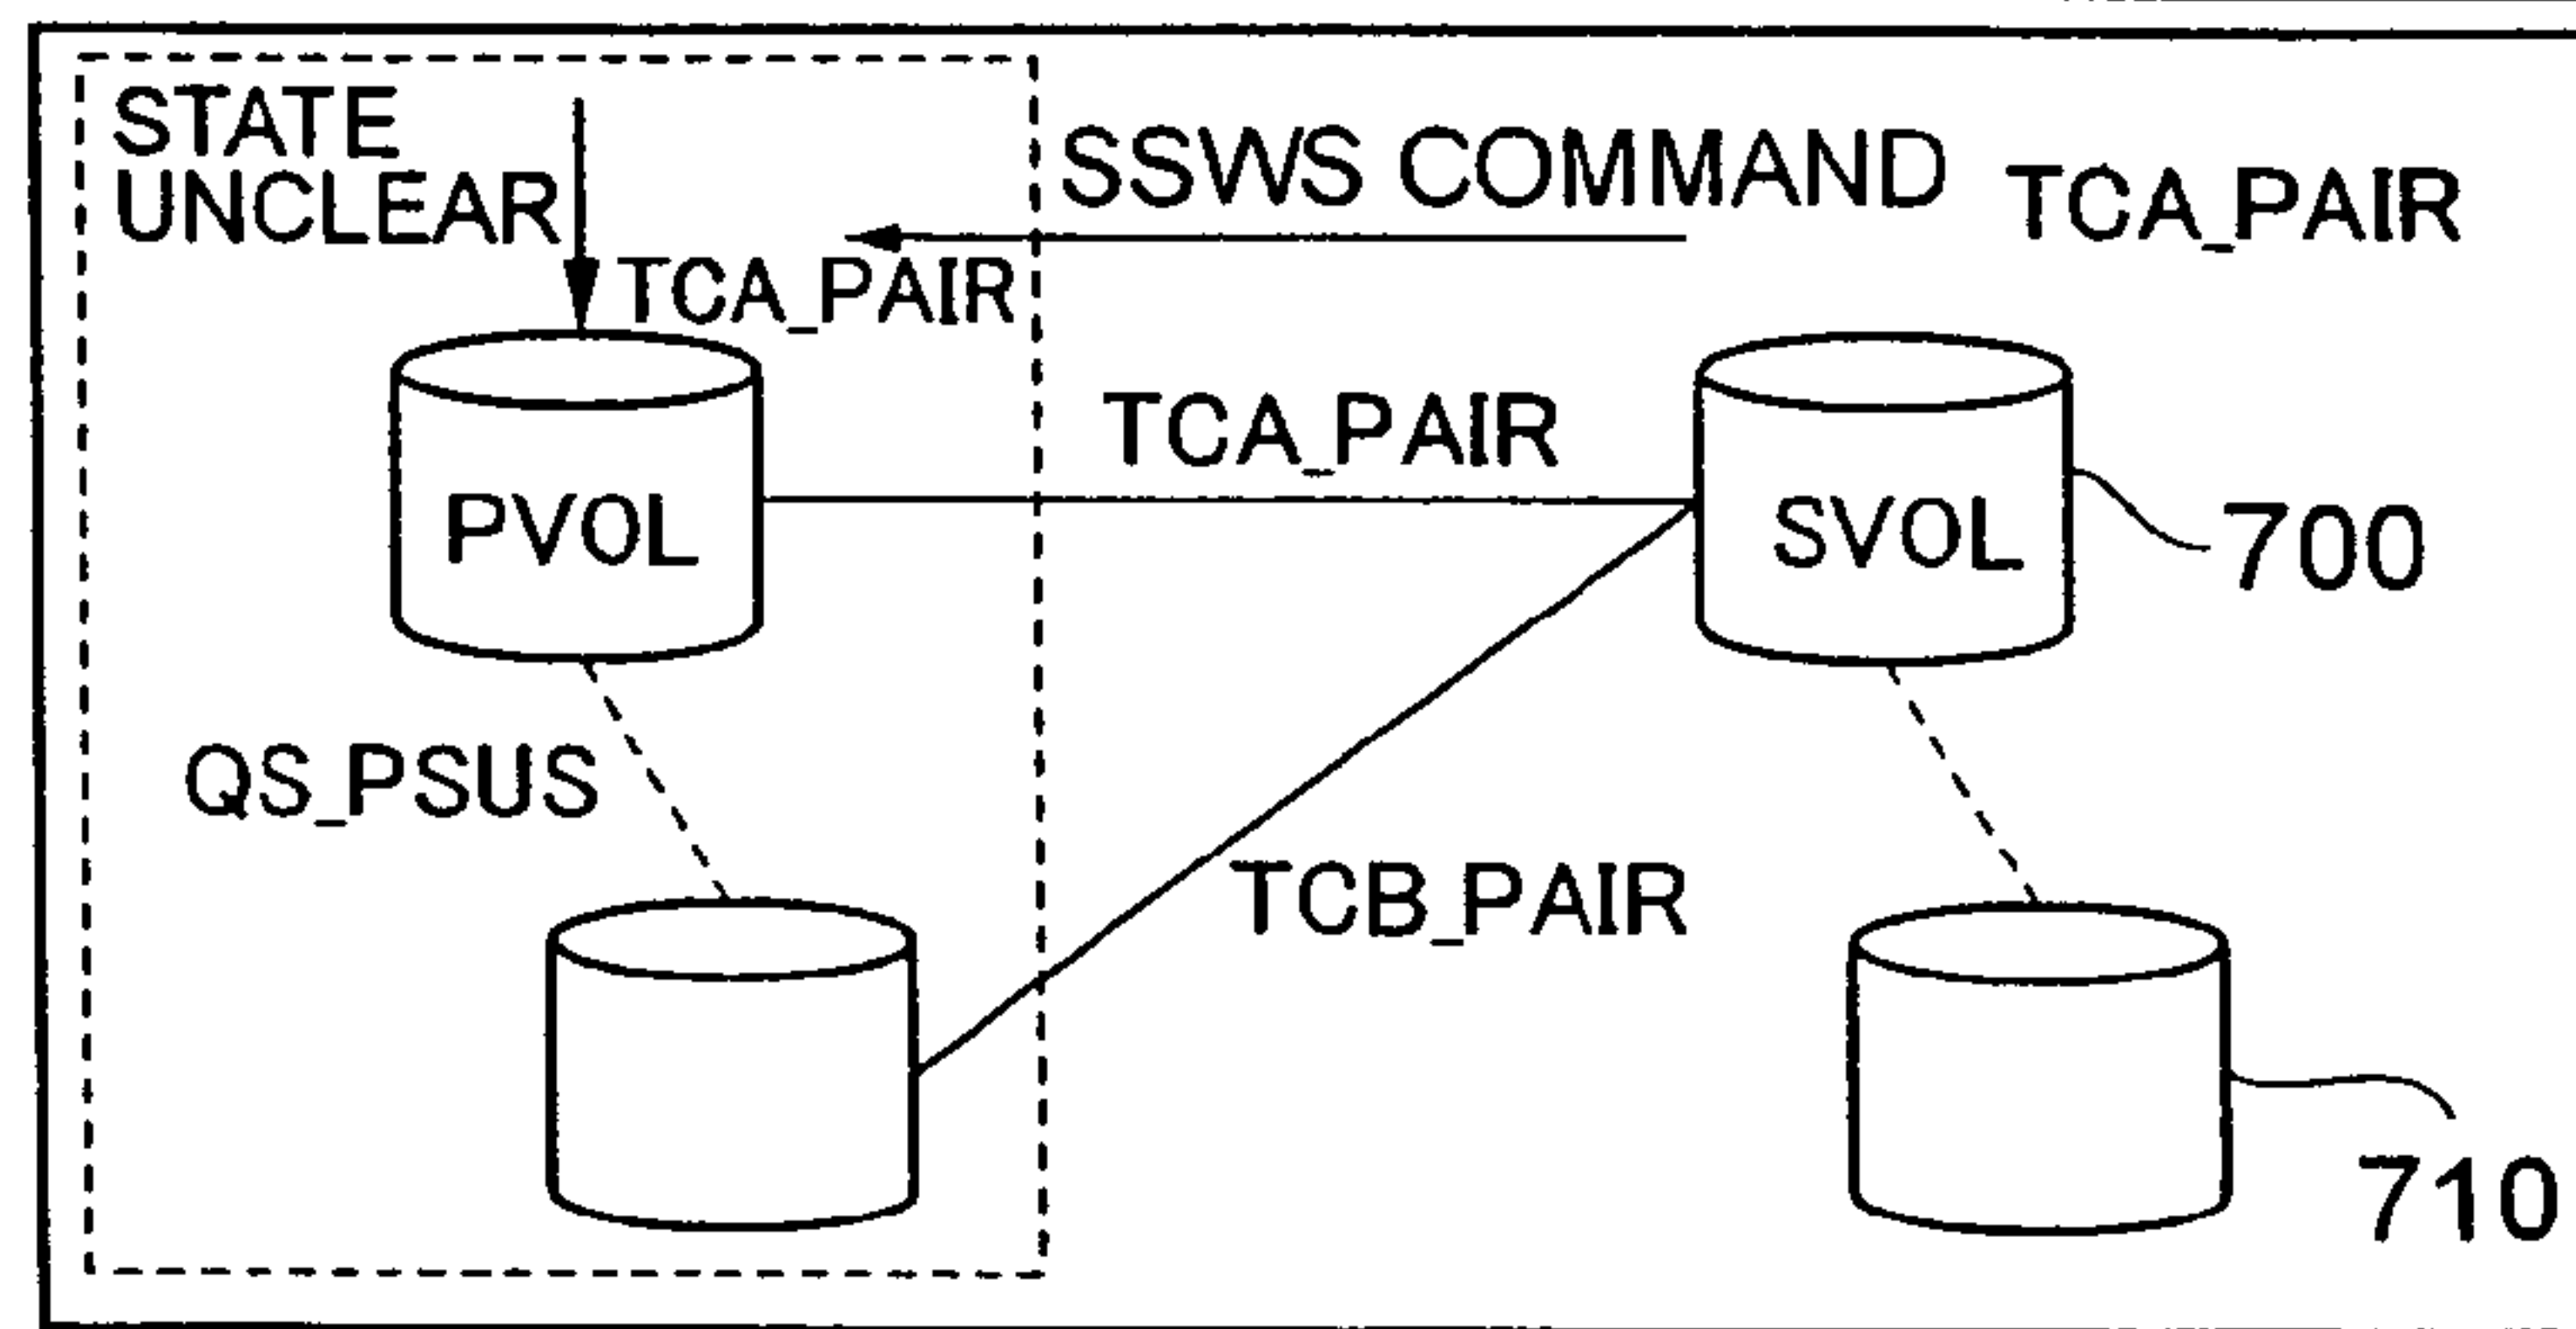 STATE
UNCLEAR
SSWS COMMAND
TCA_PAIR
TCA_PAIR
TCA_PAIR
PVOL
SVOL
700
QS_PSUS
TCB_PAIR
710